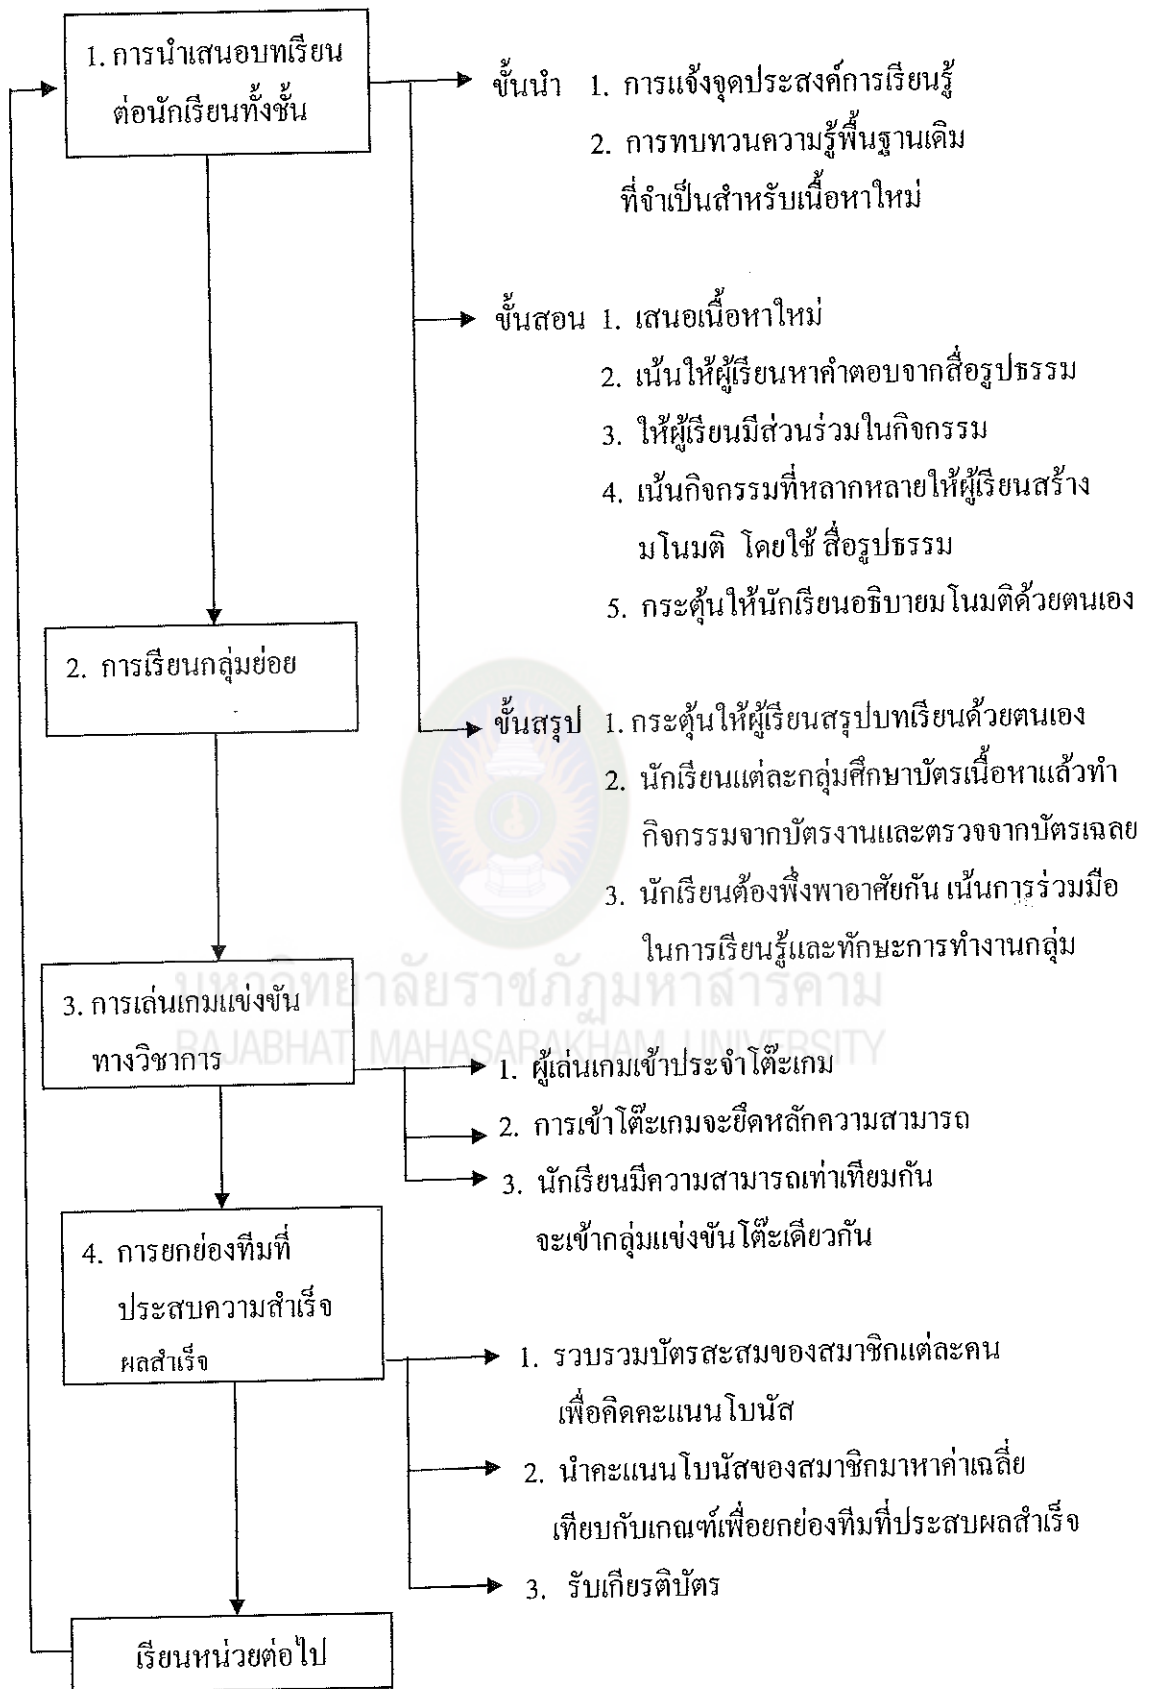 1. การนำเสนอบทเรียน
ต่อนักเรียนทั้งชั้น
ขั้นนำ 1. การแจ้งจุดประสงค์การเรียนรู้
2. การทบทวนความรู้พื้นฐานเดิม
ที่จำเป็นสำหรับเนื้อหาใหม่
ขั้นสอน 1. เสนอเนื้อหาใหม่
2. เน้นให้ผู้เรียนหาคำตอบจากสื่อรูปธรรม
3. ให้ผู้เรียนมีส่วนร่วมในกิจกรรม
4. เน้นกิจกรรมที่หลากหลายให้ผู้เรียนสร้าง
มโนมติ โดยใช้ สื่อรูปธรรม
5. กระตุ้นให้นักเรียนอธิบายมโนมติด้วยตนเอง
2. การเรียนกลุ่มย่อย
ขั้นสรุป 1. กระตุ้นให้ผู้เรียนสรุปบทเรียนด้วยตนเอง
2. นักเรียนแต่ละกลุ่มศึกษาบัตรเนื้อหาแล้วทำ
กิจกรรมจากบัตรงานและตรวจจากบัตรเฉลย
3. นักเรียนต้องพึ่งพาอาศัยกัน เน้นการร่วมมือ
ในการเรียนรู้และทักษะการทำงานกลุ่ม
มหาวิทยาลัยราชภัฏมหาสารคาม
RAJABHAT MAHASARAKHAM UNIVERSITY
3. การเล่นเกมแข่งขัน
ทางวิชาการ
1. ผู้เล่นเกมเข้าประจำโต๊ะเกม
2. การเข้าโต๊ะเกมจะยึดหลักความสามารถ
3. นักเรียนมีความสามารถเท่าเทียมกัน
จะเข้ากลุ่มแข่งขันโต๊ะเดียวกัน
4. การยกย่องทีมที่
ประสบความสำเร็จ
ผลสำเร็จ
1. รวบรวมบัตรสะสมของสมาชิกแต่ละคน
เพื่อคิดคะแนนโบนัส
2. นำคะแนนโบนัสของสมาชิกมาหาค่าเฉลี่ย
เทียบกับเกณฑ์เพื่อยกย่องทีมที่ประสบผลสำเร็จ
3. รับเกียรติบัตร
เรียนหน่วยต่อไป